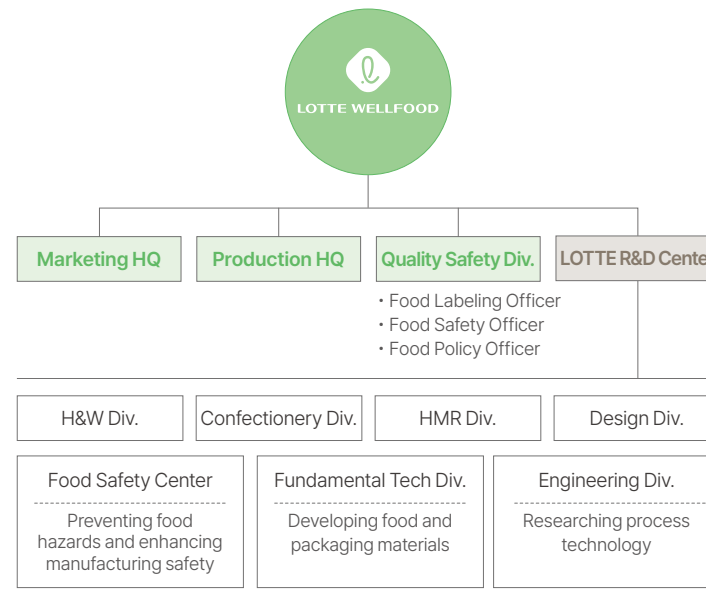 LOTTE WELLFOOD
Marketing HQ
Production HQ
Quality Safety Div.
LOTTE R&D Cente
• Food Labeling Officer
• Food Safety Officer
• Food Policy Officer
H&W Div.
Confectionery Div.
HMR Div.
Design Div.
Food Safety Center
Preventing food
hazards and enhancing
manufacturing safety
Fundamental Tech Div.
Developing food and
packaging materials
Engineering Div.
Researching process
technology